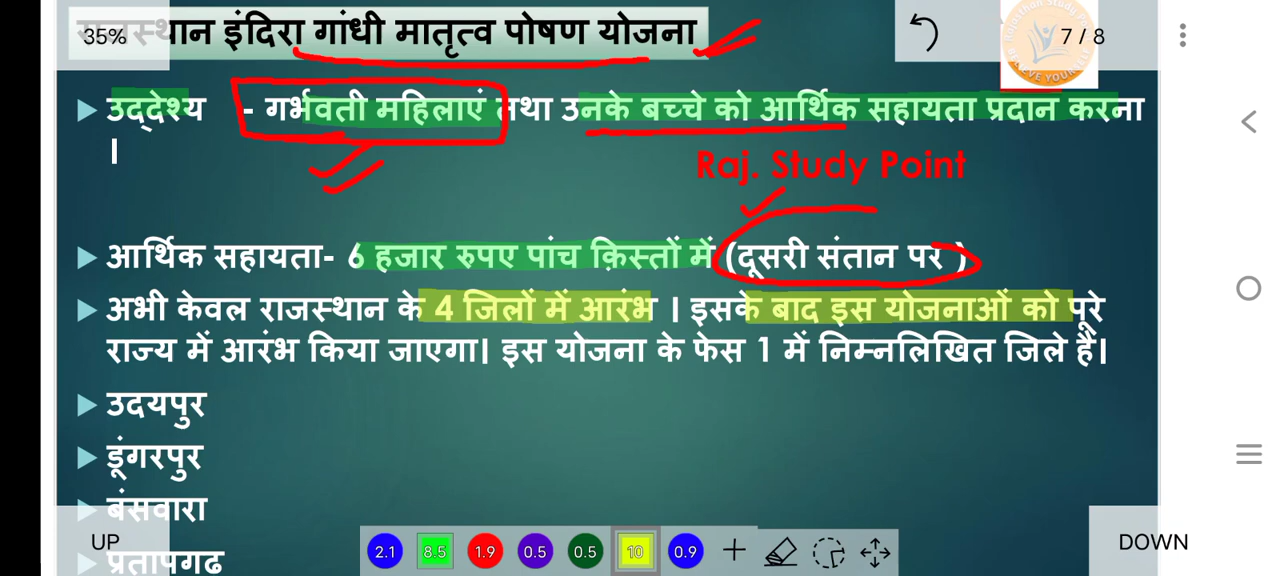 राजस्थान इंदिरा गांधी मातृत्व पोषण योजना
35%
7 / 8
उद्देश्य - गर्भवती महिलाएं तथा उनके बच्चे को आर्थिक सहायता प्रदान करना
।
Raj. Study Point
आर्थिक सहायता- 6 हजार रुपए पांच क़िस्तों में (दूसरी संतान पर )
अभी केवल राजस्थान के 4 जिलों में आरंभ । इसके बाद इस योजनाओं को पूरे
राज्य में आरंभ किया जाएगा। इस योजना के फेस 1 में निम्नलिखित जिले हैं।
उदयपुर
डूंगरपुर
बंसवारा
प्रतापगढ
UP
DOWN
2.1 8.5 1.9 0.5 0.5 10 0.9